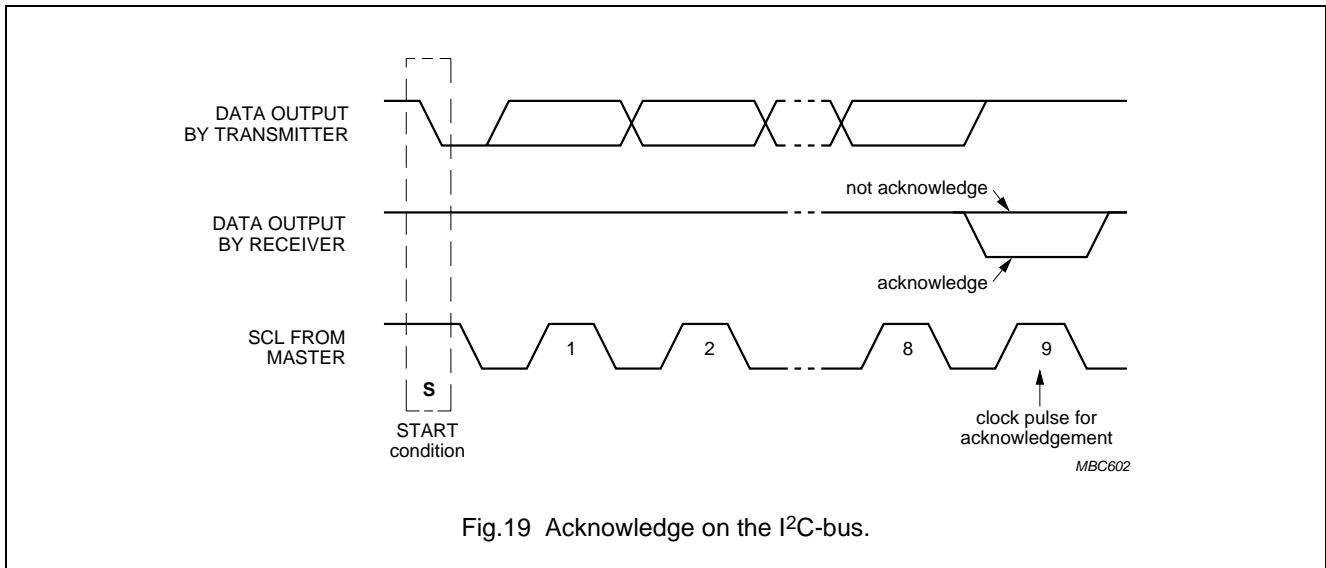 DATA OUTPUT
BY TRANSMITTER
not acknowledge
DATA OUTPUT
BY RECEIVER
acknowledge
SCL FROM
MASTER
1
2
8
9
S
START
condition
clock pulse for
acknowledgement
MBC602
Fig.19 Acknowledge on the I²C-bus.